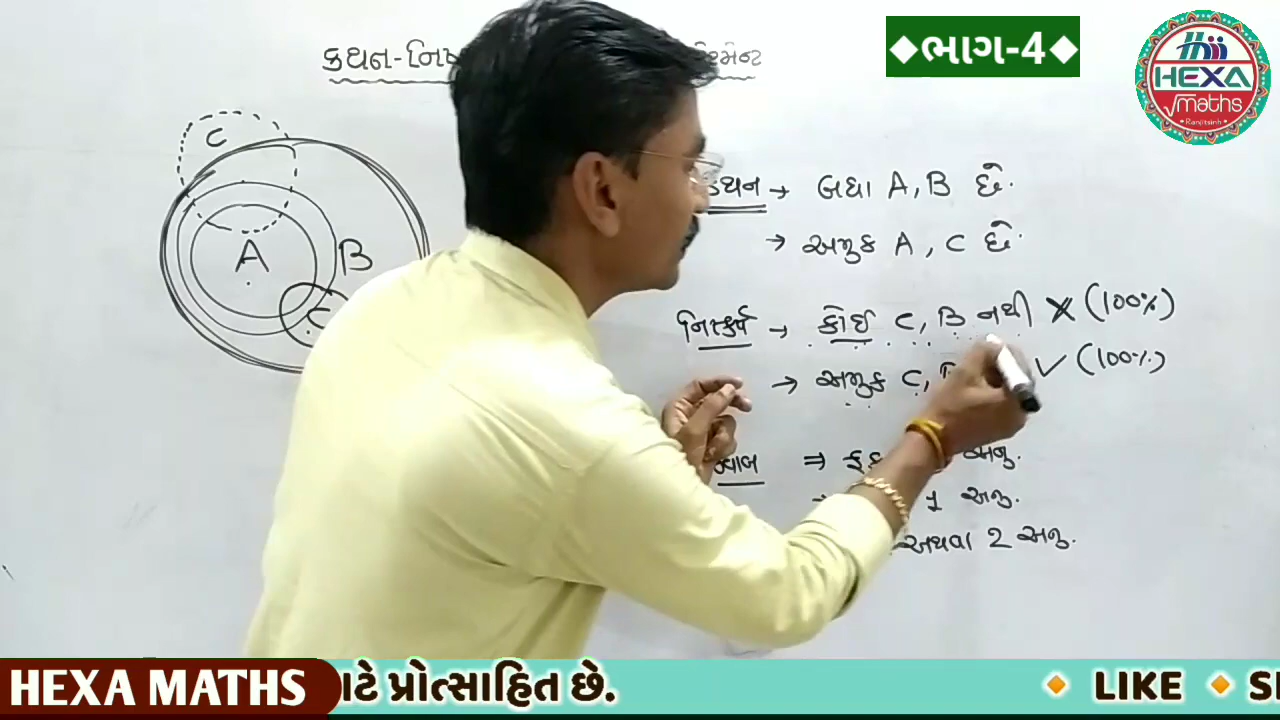 ◆ભાગ-4◆
HEXA
Maths
Ranjitsinh
કથન-નિષ
મેન્ટ
C
A
B
C
કથન → બધા A, B છે.
→ અમુક A, C છે.
નિષ્કર્ષ → કોઈ C, B નથી X (100%)
→ અમુક C, ✓ (100%)
જવાબ ⇒ અનુ.
1 અનુ.
અથવા 2 અનુ.
HEXA MATHS ાટે પ્રોત્સાહિત છે. 🔸 LIKE 🔸